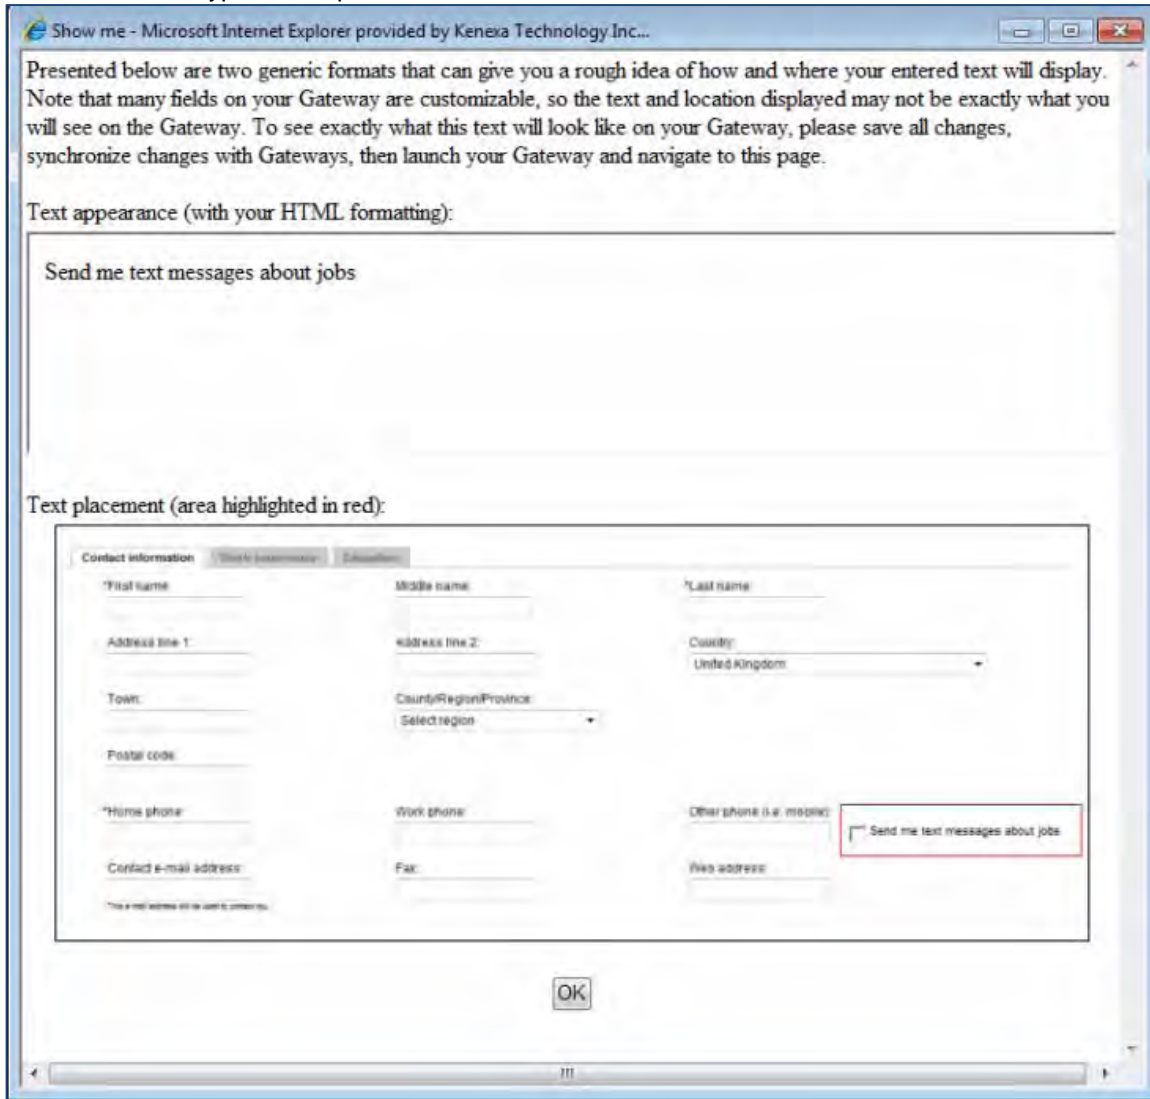 Show me - Microsoft Internet Explorer provided by Kenexa Technology Inc...
Presented below are two generic formats that can give you a rough idea of how and where your entered text will display.
Note that many fields on your Gateway are customizable, so the text and location displayed may not be exactly what you
will see on the Gateway. To see exactly what this text will look like on your Gateway, please save all changes,
synchronize changes with Gateways, then launch your Gateway and navigate to this page.
Text appearance (with your HTML formatting):
Send me text messages about jobs
Text placement (area highlighted in red):
Contact information Education
*First name: Middle name: *Last name:
Address line 1: Address line 2: Country:
United Kingdom
Town: County/Region/Province:
Select region
Postal code:
*Home phone: Work phone: Other phone (i.e. mobile):
Send me text messages about jobs
Contact e-mail address: Fax: Web address:
OK